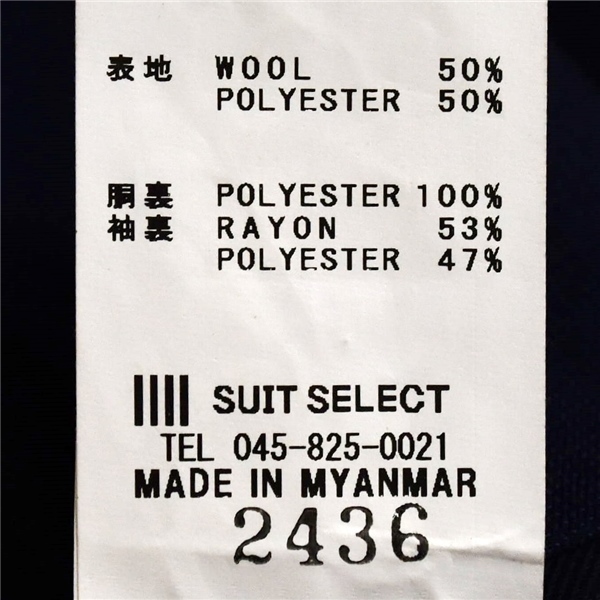 表地 WOOL 50%
POLYESTER 50%
胴裏 POLYESTER 100%
袖裏 RAYON 53%
POLYESTER 47%
SUIT SELECT
TEL 045-825-0021
MADE IN MYANMAR
2436